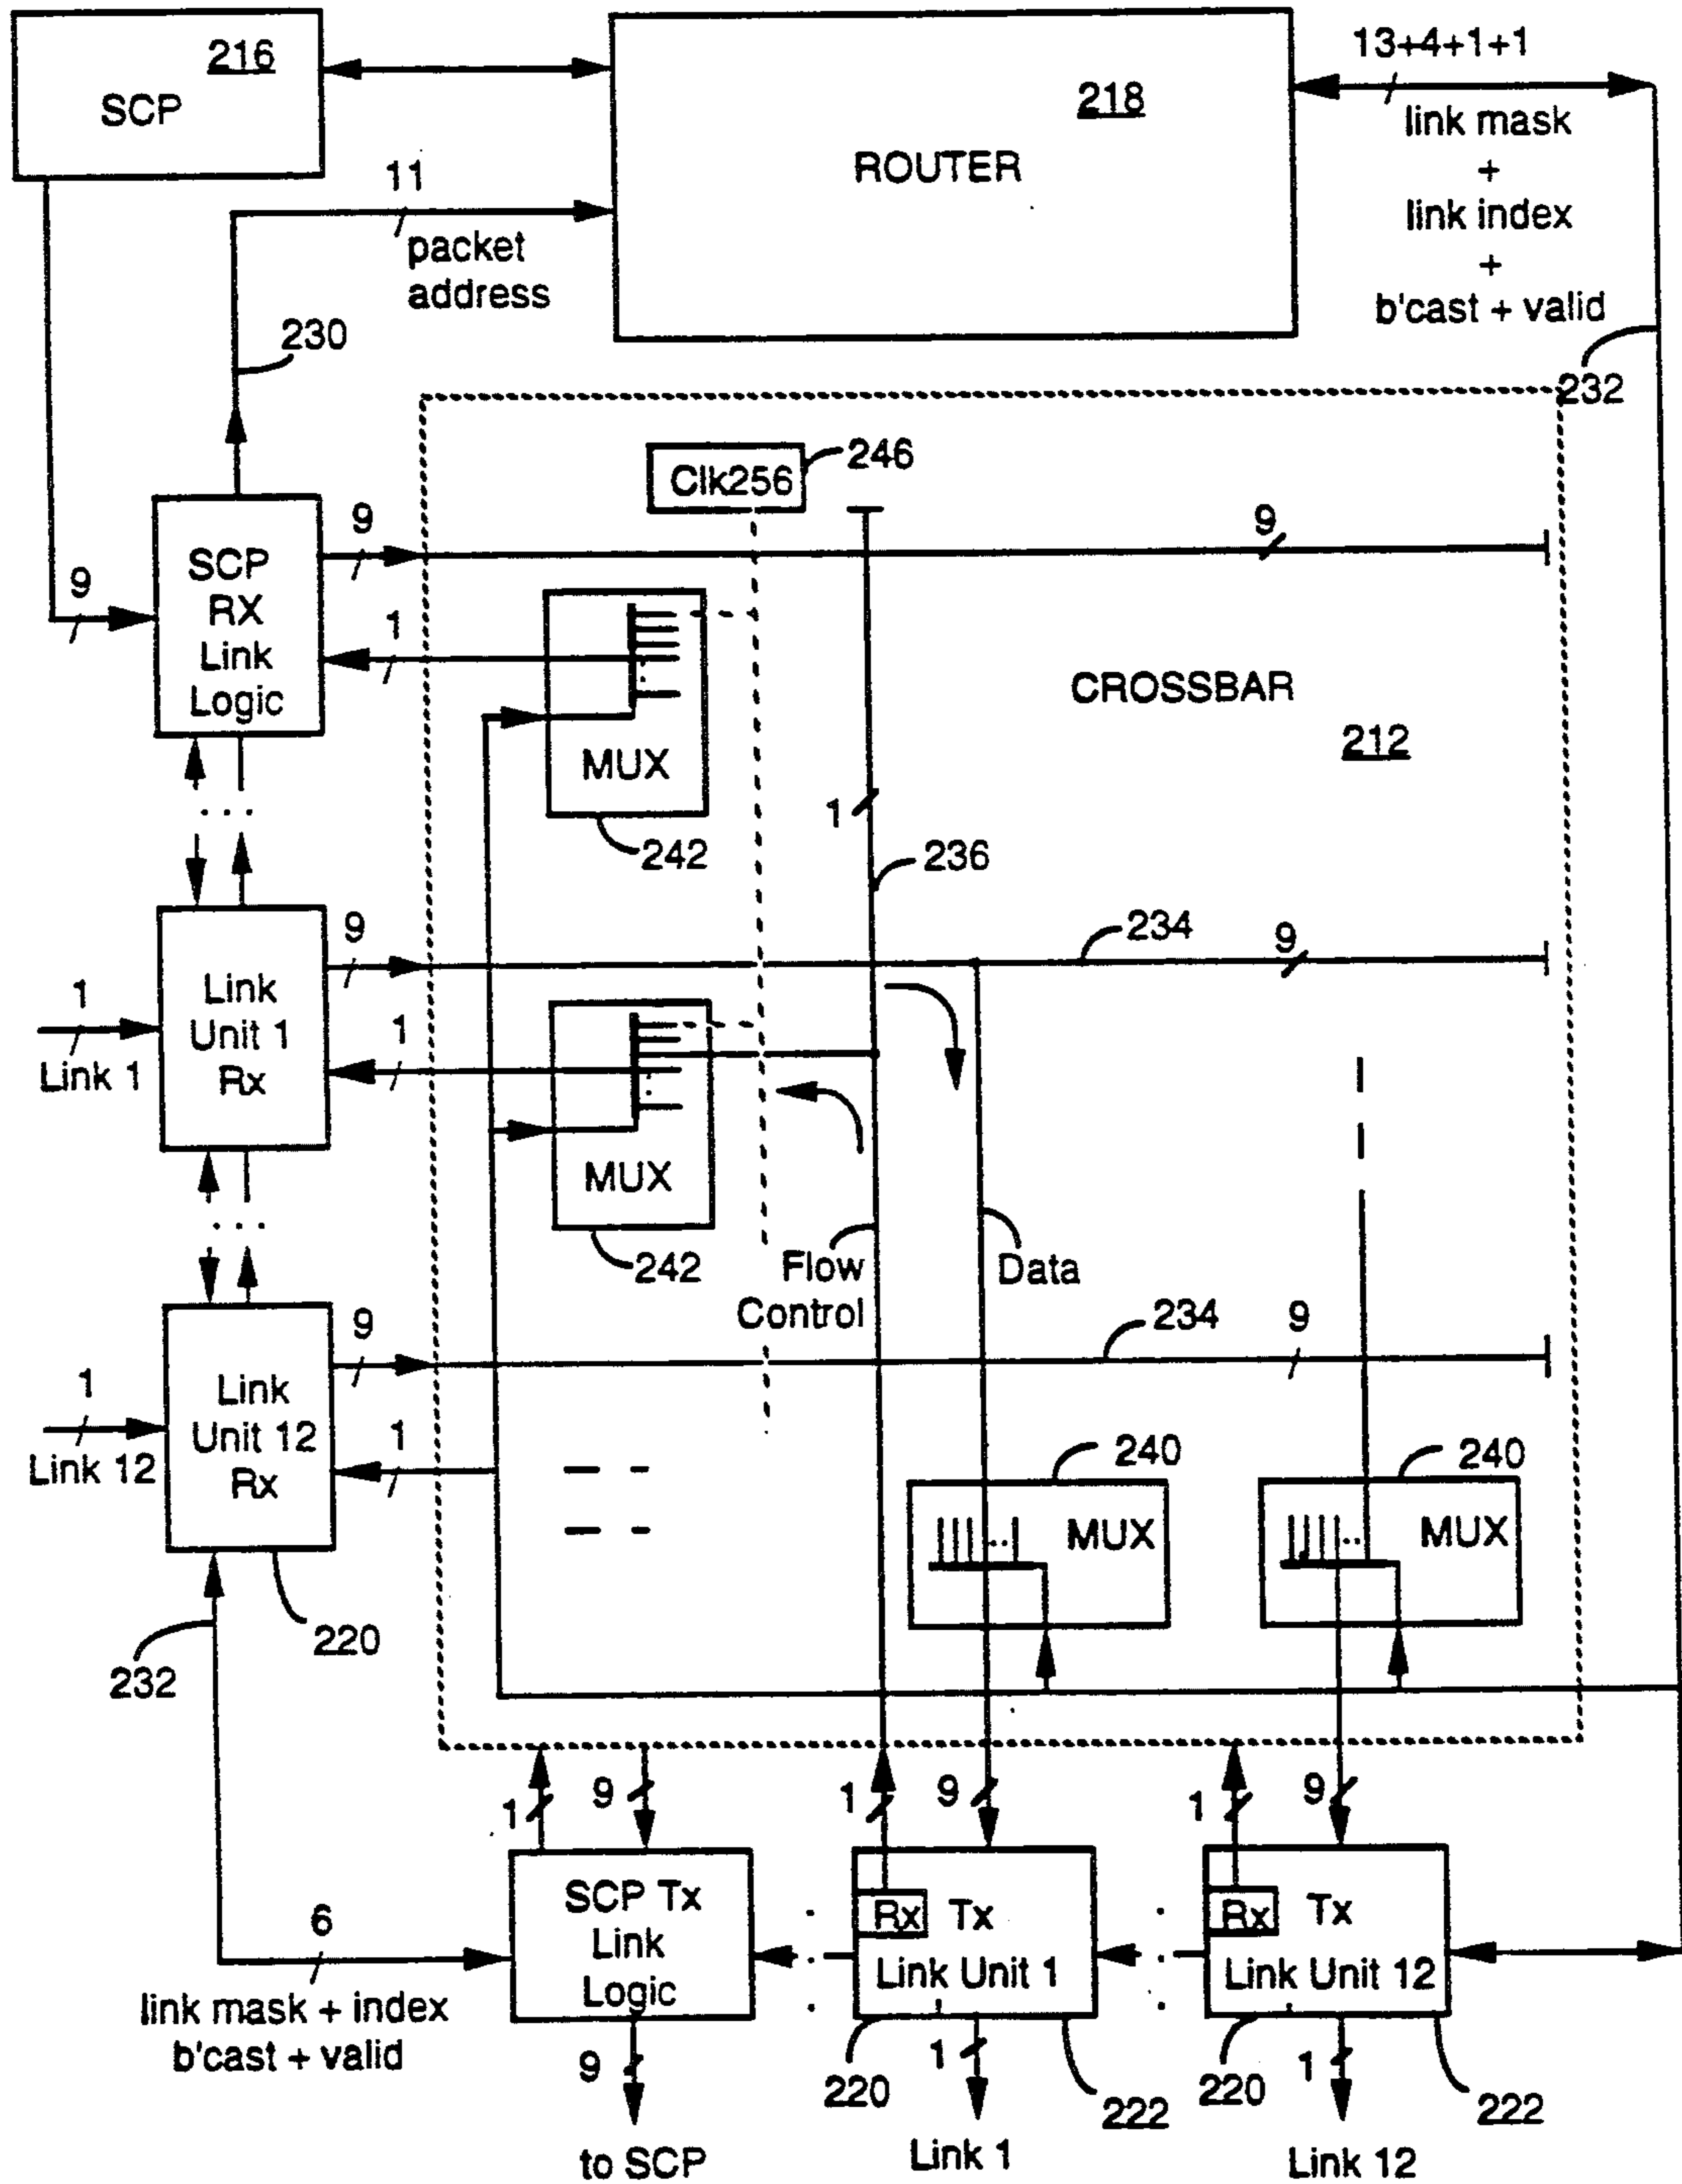 216
SCP
218
ROUTER
13+4+1+1
link mask
+
link index
+
b'cast + valid
232
11
packet
address
230
246
Clk256
9
SCP
RX
Link
Logic
9
9
1
MUX
242
CROSSBAR
212
1
236
9
234
9
Link
Unit 1
Rx
1
Link 1
1
MUX
242
Flow
Control
Data
9
234
9
Link
Unit 12
Rx
1
Link 12
1
240
MUX
240
MUX
232
220
1
9
1
9
1
9
SCP Tx
Link
Logic
Rx
Tx
Link Unit 1
Rx
Tx
Link Unit 12
6
link mask + index
b'cast + valid
9
220
1
222
220
1
222
to SCP
Link 1
Link 12